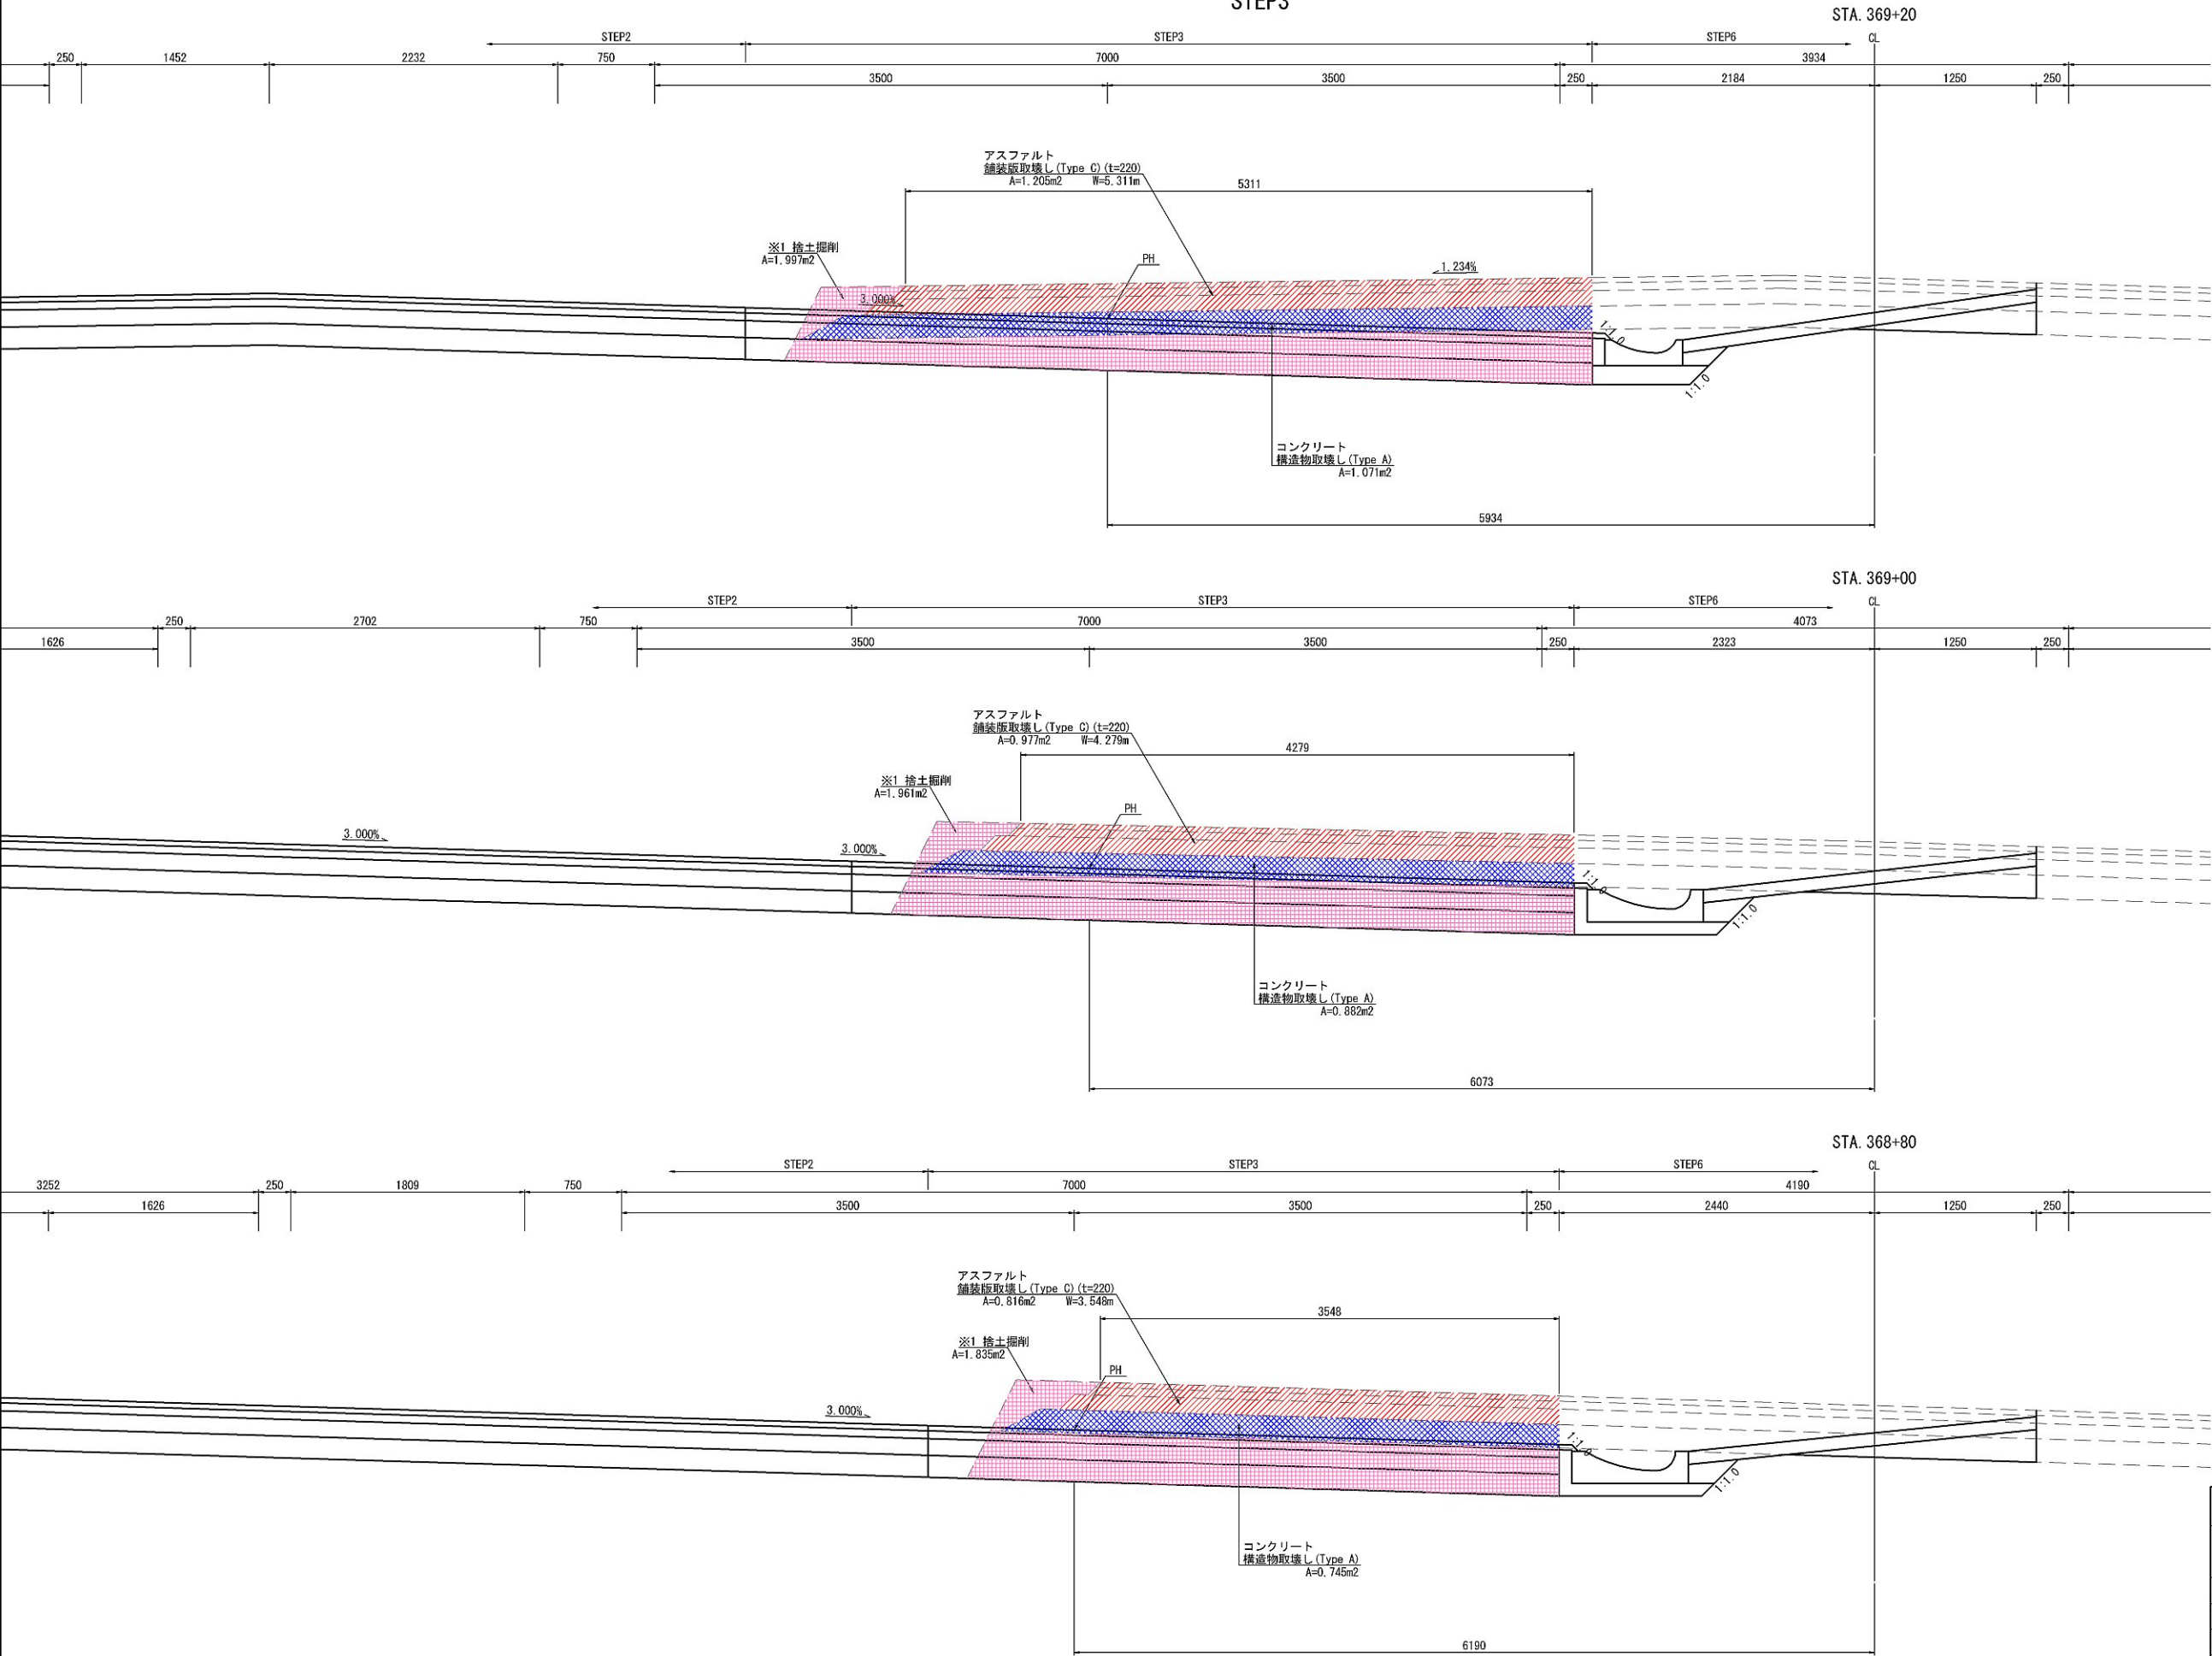 STEP3
STA. 369+20
STEP2 STEP3 STEP6 CL
250 1452 2232 750 7000 3934
3500 3500 250 2184 1250 250
アスファルト
舗装版取壊し(Type C)(t=220)
A=1.205m2 W=5.311m
5311
※1 捨土掘削
A=1.997m2
PH
1.234%
3.000%
1:1.0
1:1.0
コンクリート
構造物取壊し(Type A)
A=1.071m2
5934
STA. 369+00
STEP2 STEP3 STEP6 CL
250 2702 750 7000 4073
1626 3500 3500 250 2323 1250 250
アスファルト
舗装版取壊し(Type C)(t=220)
A=0.977m2 W=4.279m
4279
※1 捨土掘削
A=1.961m2
PH
3.000%
3.000%
1:1.0
1:1.0
コンクリート
構造物取壊し(Type A)
A=0.882m2
6073
STA. 368+80
STEP2 STEP3 STEP6 CL
3252 250 1809 750 7000 4190
1626 3500 3500 250 2440 1250 250
アスファルト
舗装版取壊し(Type C)(t=220)
A=0.816m2 W=3.548m
3548
※1 捨土掘削
A=1.835m2
PH
3.000%
1:1.0
1:1.0
コンクリート
構造物取壊し(Type A)
A=0.745m2
6190